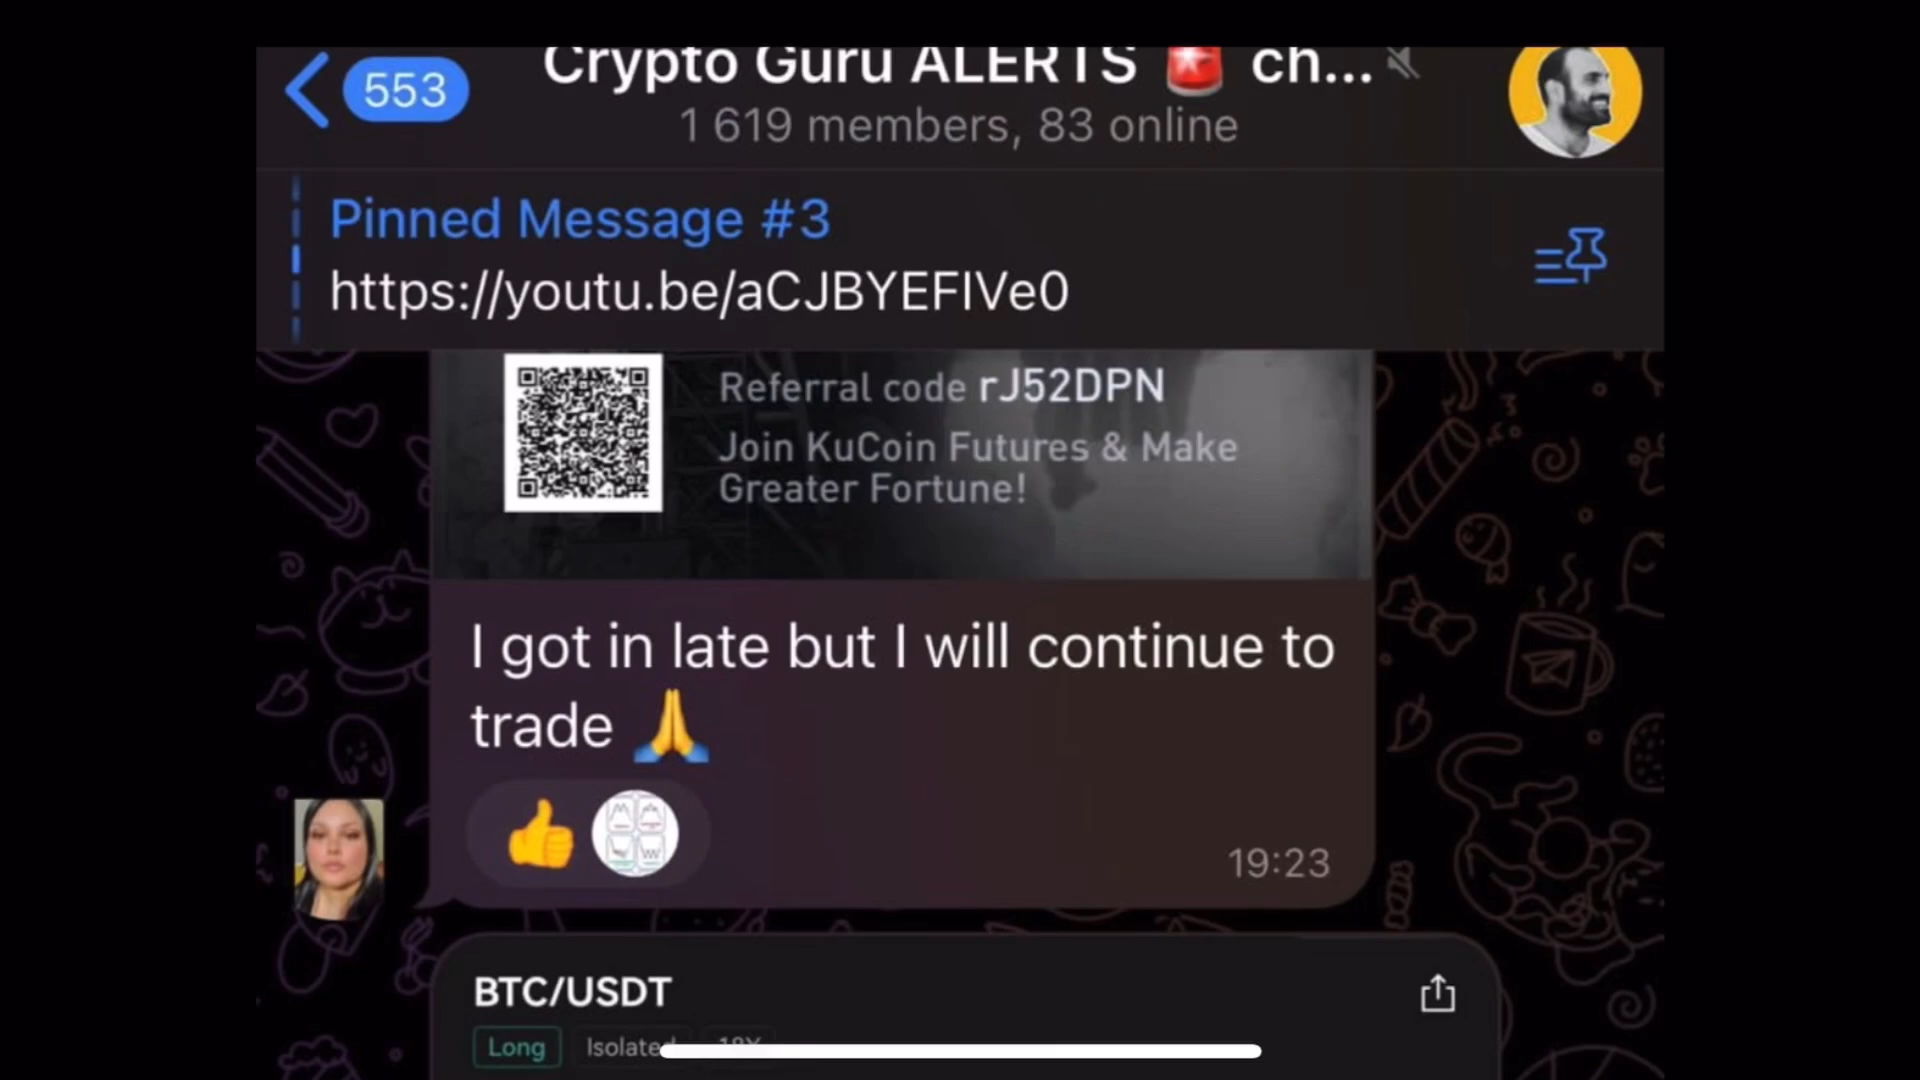 553
Crypto Guru ALERTS 🚨 ch...
1 619 members, 83 online
Pinned Message #3
https://youtu.be/aCJBYEFIVe0
Referral code rJ52DPN
Join KuCoin Futures & Make
Greater Fortune!
I got in late but I will continue to
trade 🙏
19:23
BTC/USDT
Long